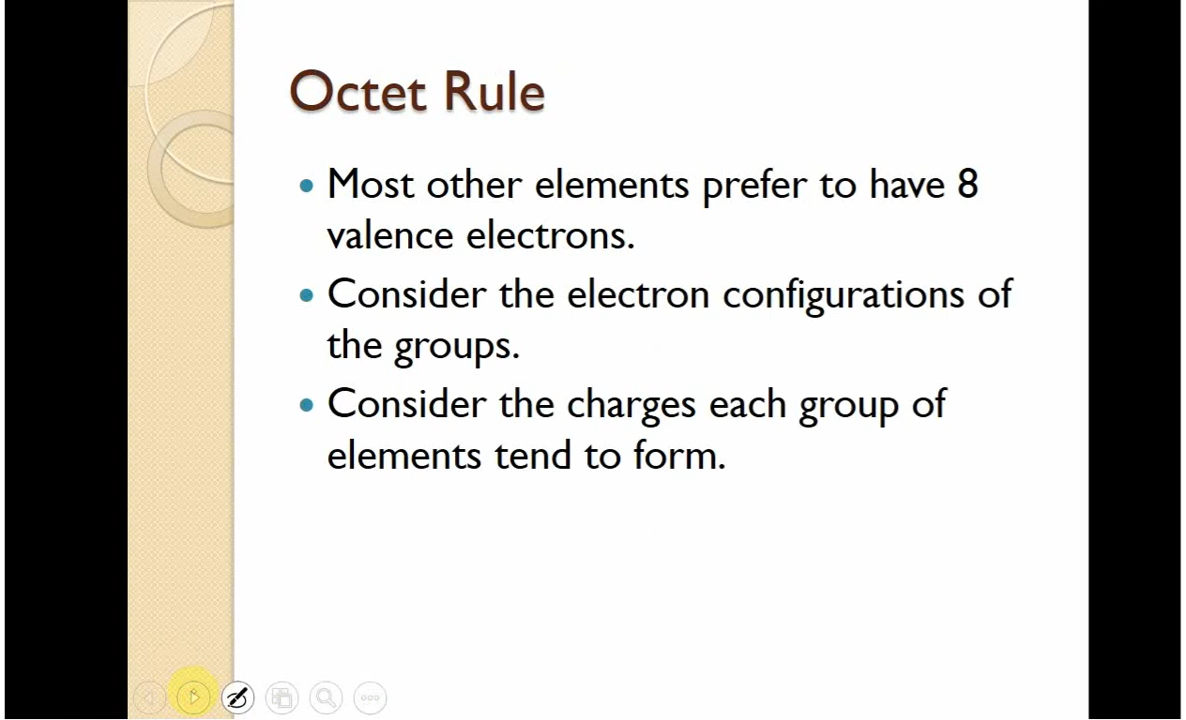 Octet Rule
• Most other elements prefer to have 8
valence electrons.
• Consider the electron configurations of
the groups.
• Consider the charges each group of
elements tend to form.